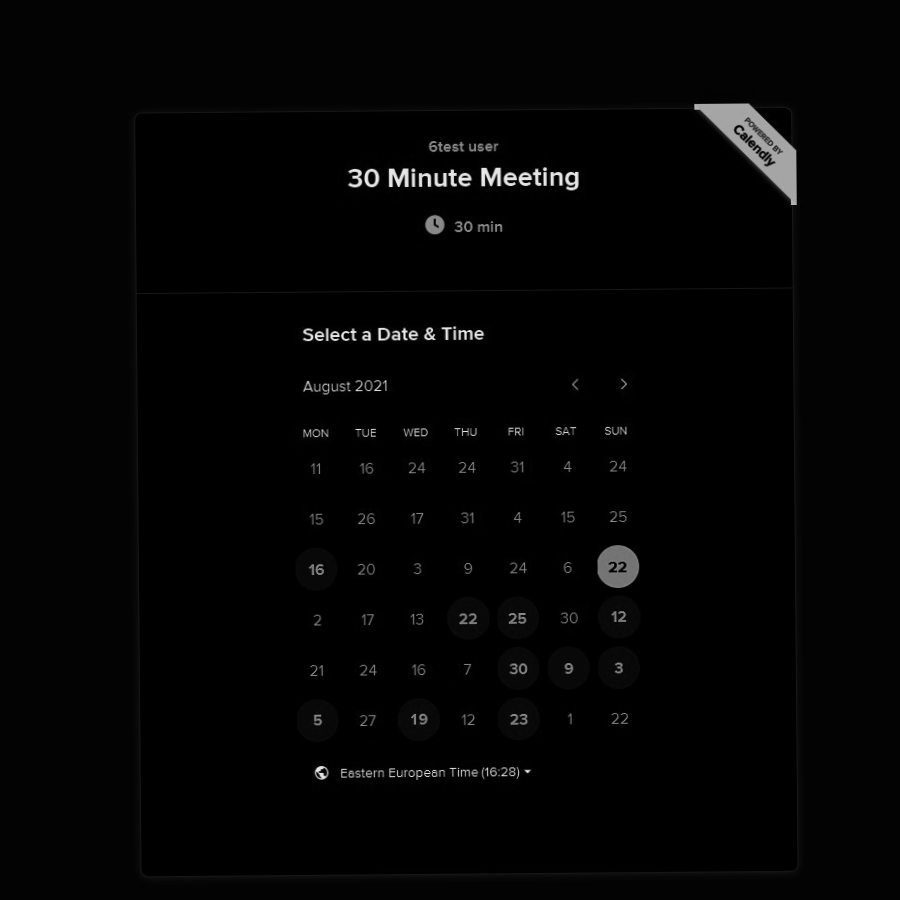 POWERED BY
Calendly
6test user
30 Minute Meeting
30 min
Select a Date & Time
August 2021
MON TUE WED THU FRI SAT SUN
11 16 24 24 31 4 24
15 26 17 31 4 15 25
16 20 3 9 24 6 22
2 17 13 22 25 30 12
21 24 16 7 30 9 3
5 27 19 12 23 1 22
Eastern European Time (16:28)